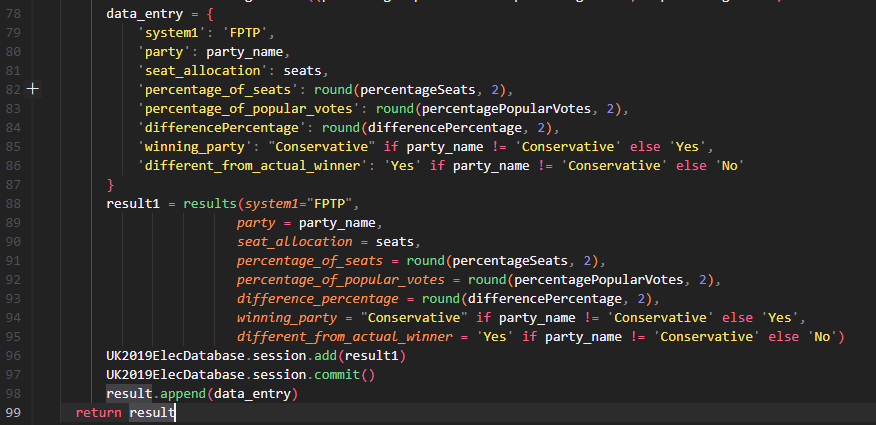 78 data_entry = {
79 'system1': 'FPTP',
80 'party': party_name,
81 'seat_allocation': seats,
82 'percentage_of_seats': round(percentageSeats, 2),
83 'percentage_of_popular_votes': round(percentagePopularVotes, 2),
84 'differencePercentage': round(differencePercentage, 2),
85 'winning_party': "Conservative" if party_name != 'Conservative' else 'Yes',
86 'different_from_actual_winner': 'Yes' if party_name != 'Conservative' else 'No'
87 }
88 result1 = results(system1="FPTP",
89 party = party_name,
90 seat_allocation = seats,
91 percentage_of_seats = round(percentageSeats, 2),
92 percentage_of_popular_votes = round(percentagePopularVotes, 2),
93 difference_percentage = round(differencePercentage, 2),
94 winning_party = "Conservative" if party_name != 'Conservative' else 'Yes',
95 different_from_actual_winner = 'Yes' if party_name != 'Conservative' else 'No')
96 UK2019ElecDatabase.session.add(result1)
97 UK2019ElecDatabase.session.commit()
98 result.append(data_entry)
99 return result